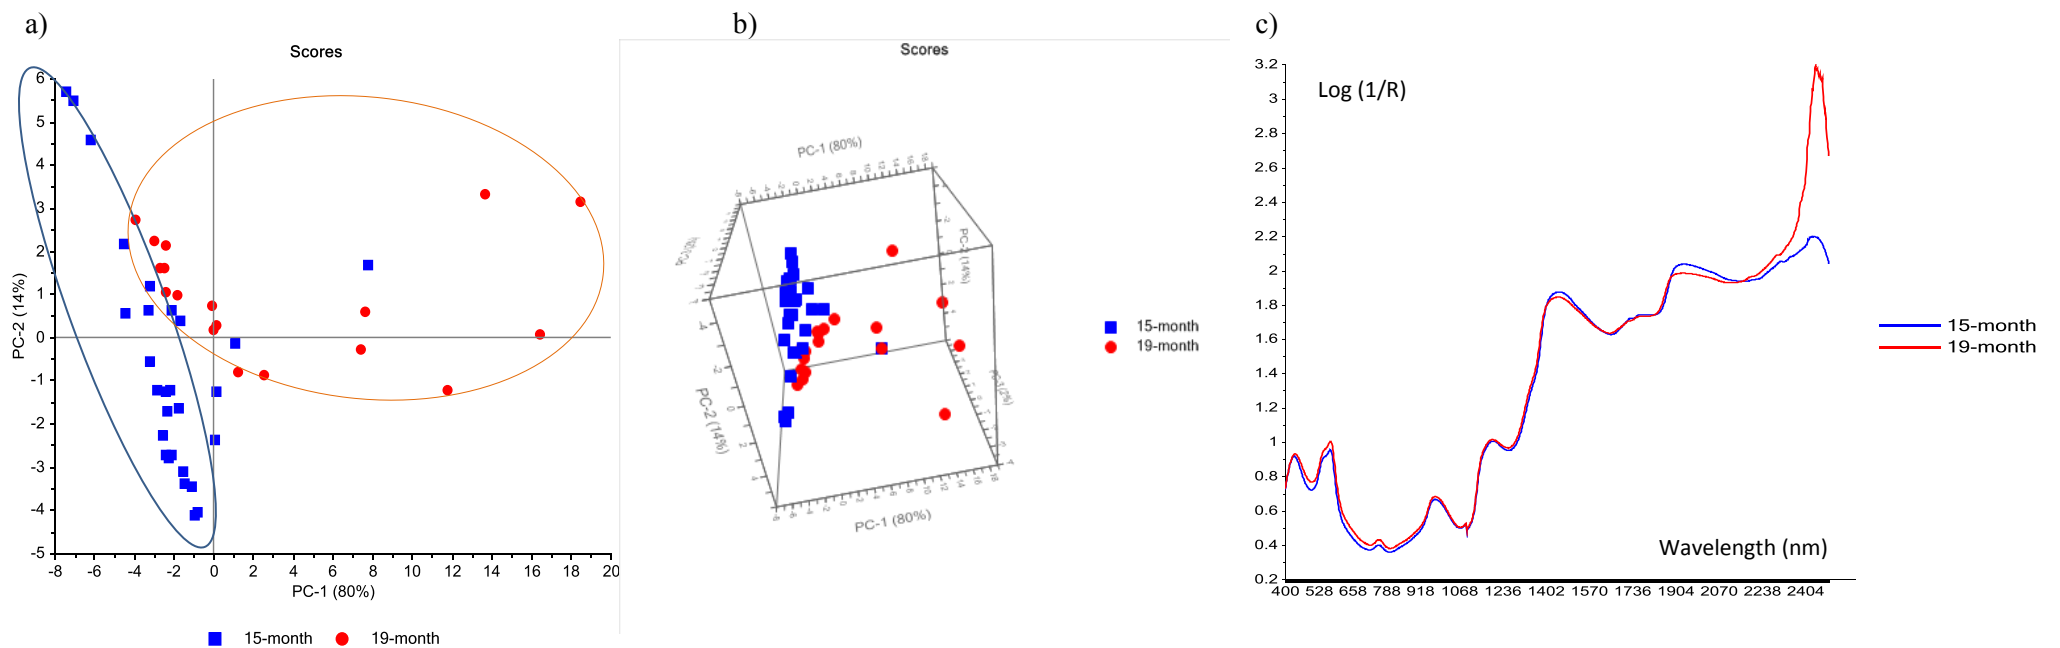 a)
Scores
6
5
4
3
2
1
0
-1
-2
-3
-4
-5
PC-2 (14%)
-8 -6 -4 -2 0 2 4 6 8 10 12 14 16 18 20
PC-1 (80%)
15-month 19-month
b)
Scores
PC-1 (80%)
PC-2 (14%)
PC-2 (14%)
PC-1 (80%)
15-month
19-month
c)
Log (1/R)
3.2
3
2.8
2.6
2.4
2.2
2
1.8
1.6
1.4
1.2
1
0.8
0.6
0.4
0.2
Wavelength (nm)
400 528 658 788 918 1068 1236 1402 1570 1736 1904 2070 2238 2404
15-month
19-month